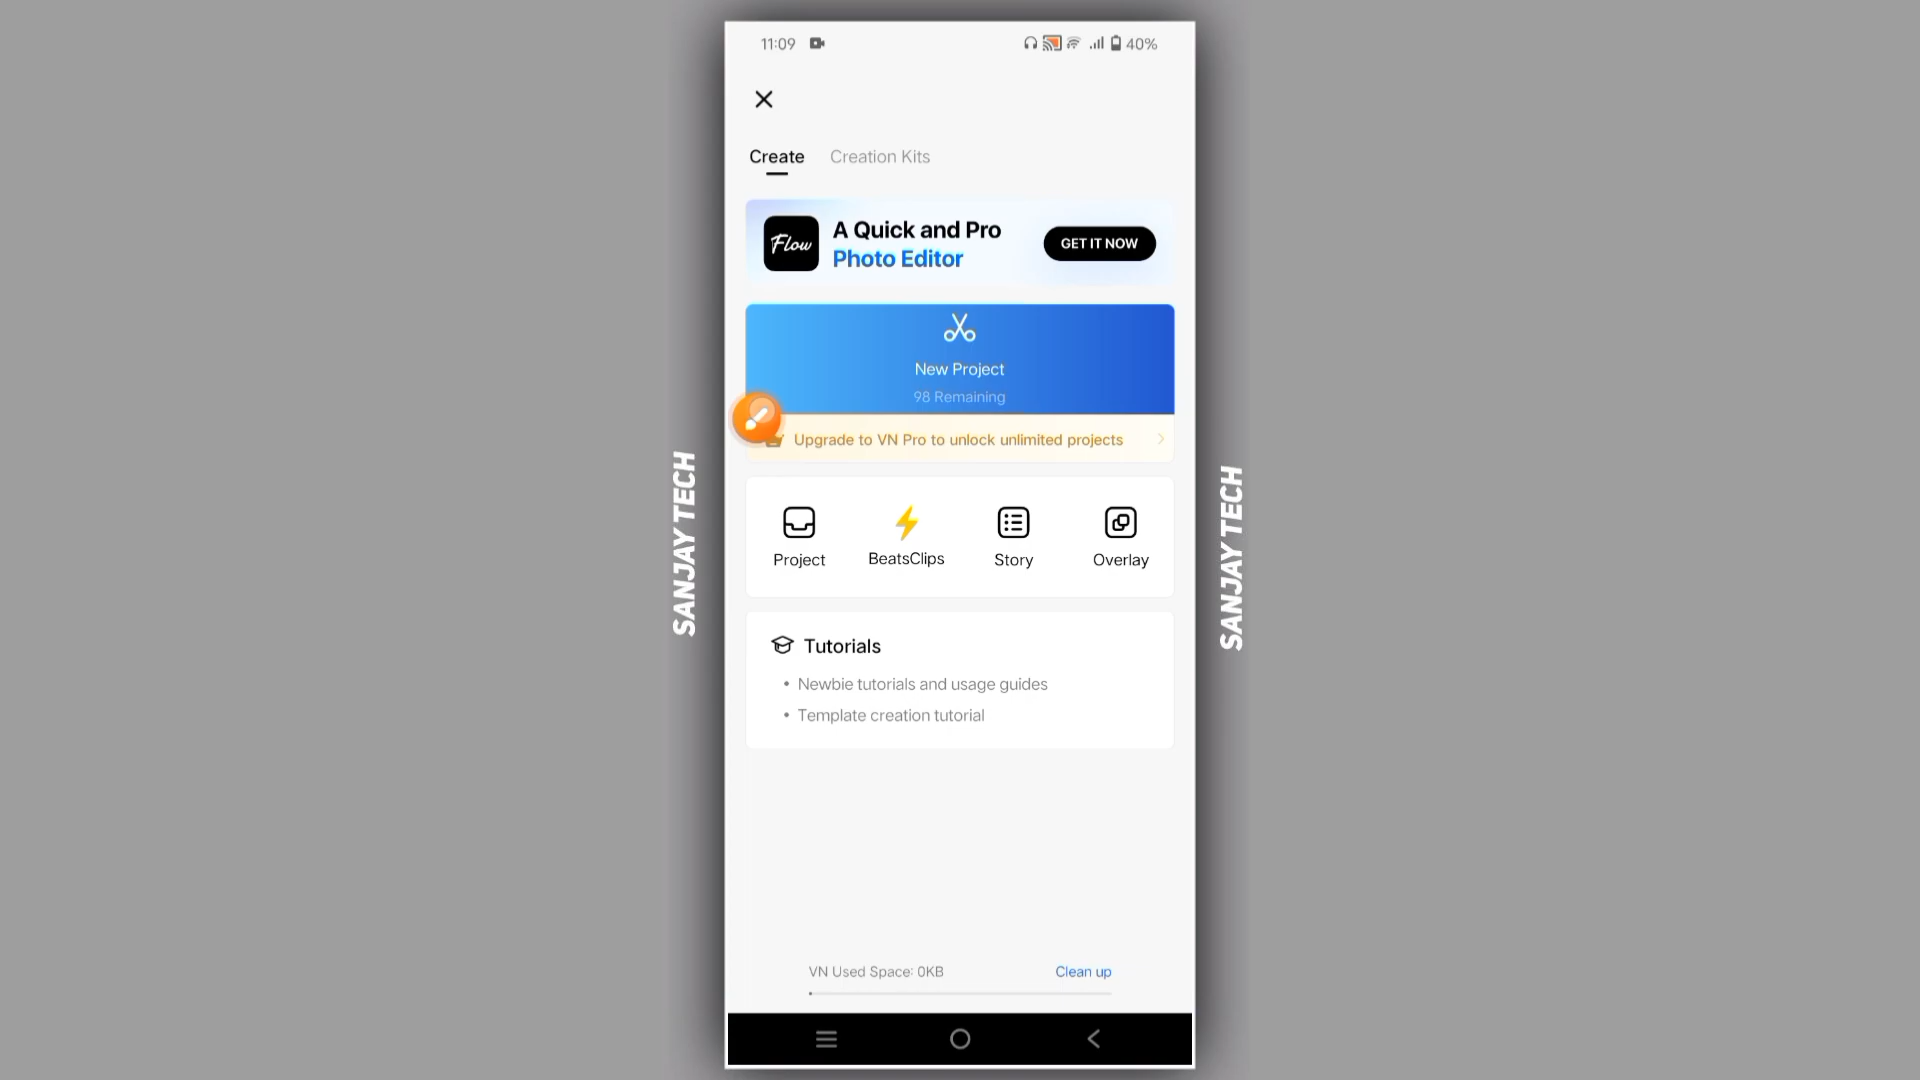 11:09
40%
Create
Creation Kits
Flow
A Quick and Pro
Photo Editor
GET IT NOW
New Project
98 Remaining
Upgrade to VN Pro to unlock unlimited projects
Project
BeatsClips
Story
Overlay
Tutorials
• Newbie tutorials and usage guides
• Template creation tutorial
VN Used Space: 0KB
Clean up
SANJAY TECH
SANJAY TECH